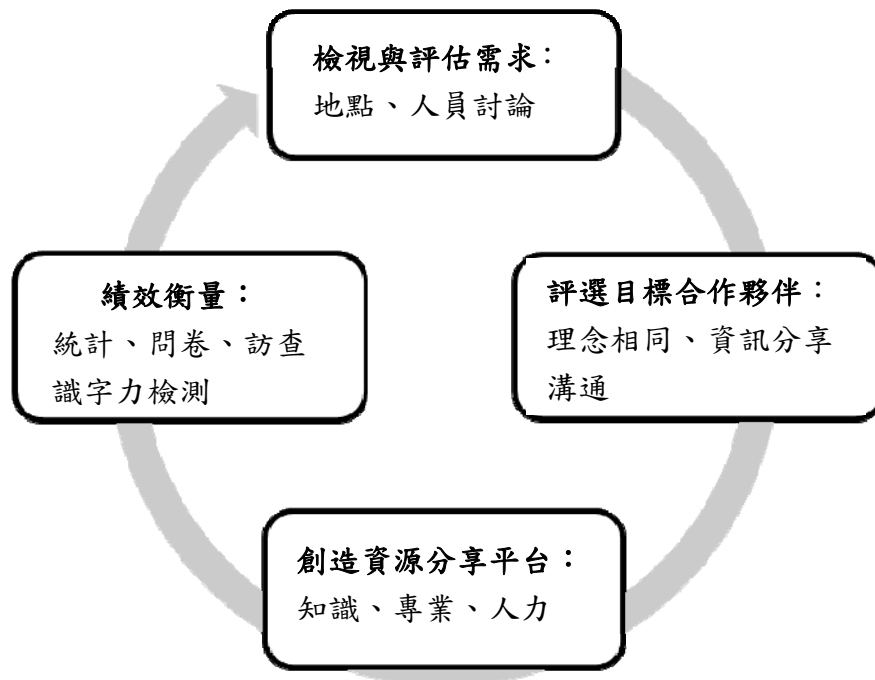 檢視與評估需求：
地點、人員討論
評選目標合作夥伴：
理念相同、資訊分享
溝通
創造資源分享平台：
知識、專業、人力
績效衡量：
統計、問卷、訪查
識字力檢測